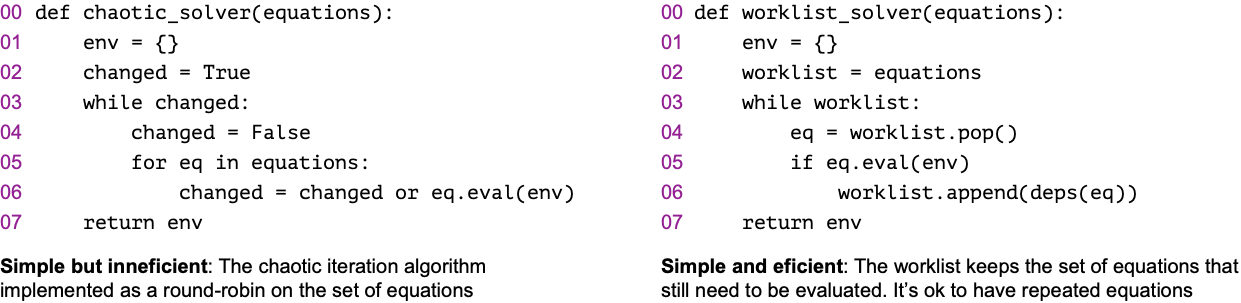 00 def chaotic_solver(equations):
01     env = {}
02     changed = True
03     while changed:
04         changed = False
05         for eq in equations:
06             changed = changed or eq.eval(env)
07     return env
Simple but inneficient: The chaotic iteration algorithm
implemented as a round-robin on the set of equations
00 def worklist_solver(equations):
01     env = {}
02     worklist = equations
03     while worklist:
04         eq = worklist.pop()
05         if eq.eval(env)
06             worklist.append(deps(eq))
07     return env
Simple and eficient: The worklist keeps the set of equations that
still need to be evaluated. It’s ok to have repeated equations